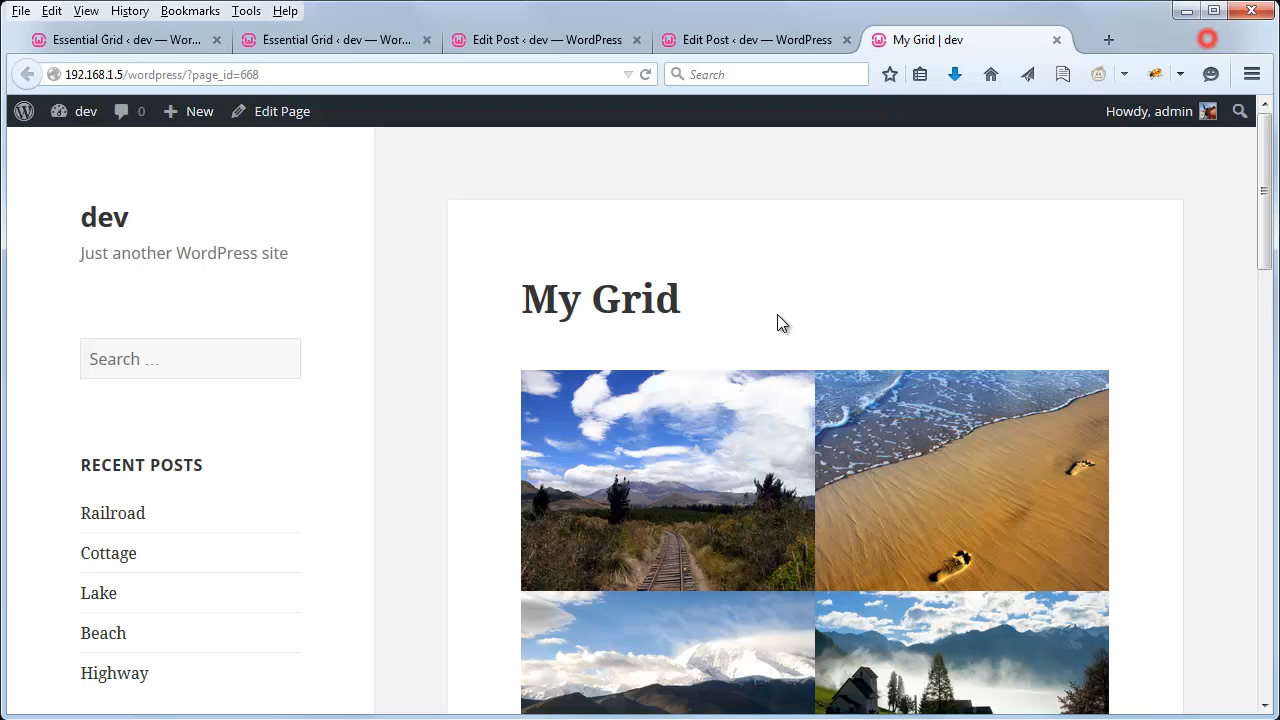 File Edit View History Bookmarks Tools Help
Essential Grid ‹ dev — Wor... Essential Grid ‹ dev — Wor... Edit Post ‹ dev — WordPress Edit Post ‹ dev — WordPress My Grid | dev
192.168.1.5/wordpress/?page_id=668 Search
dev 0 New Edit Page Howdy, admin
dev
Just another WordPress site
My Grid
Search …
RECENT POSTS
Railroad
Cottage
Lake
Beach
Highway